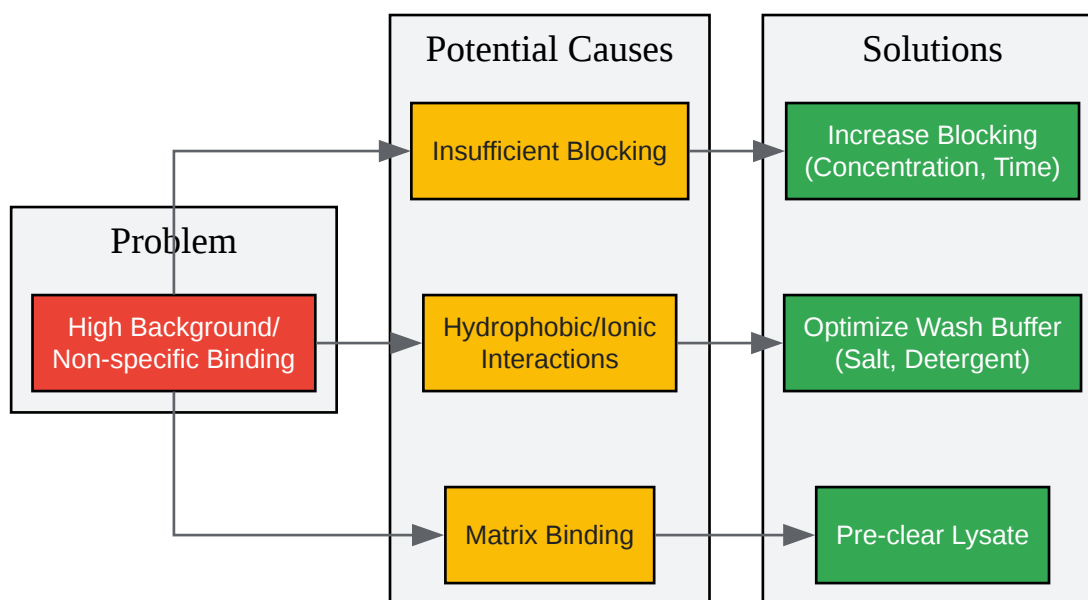 Problem
High Background/
Non-specific Binding
Potential Causes
Insufficient Blocking
Hydrophobic/Ionic
Interactions
Matrix Binding
Solutions
Increase Blocking
(Concentration, Time)
Optimize Wash Buffer
(Salt, Detergent)
Pre-clear Lysate